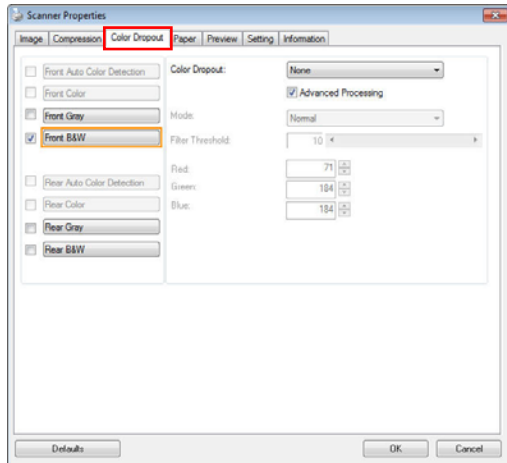 Scanner Properties
Image Compression Color Dropout Paper Preview Setting Information
Front Auto Color Detection
Front Color
Front Gray
Front B&W
Rear Auto Color Detection
Rear Color
Rear Gray
Rear B&W
Color Dropout: None
Advanced Processing
Mode: Normal
Filter Threshold: 10
Red: 71
Green: 184
Blue: 184
Defaults OK Cancel